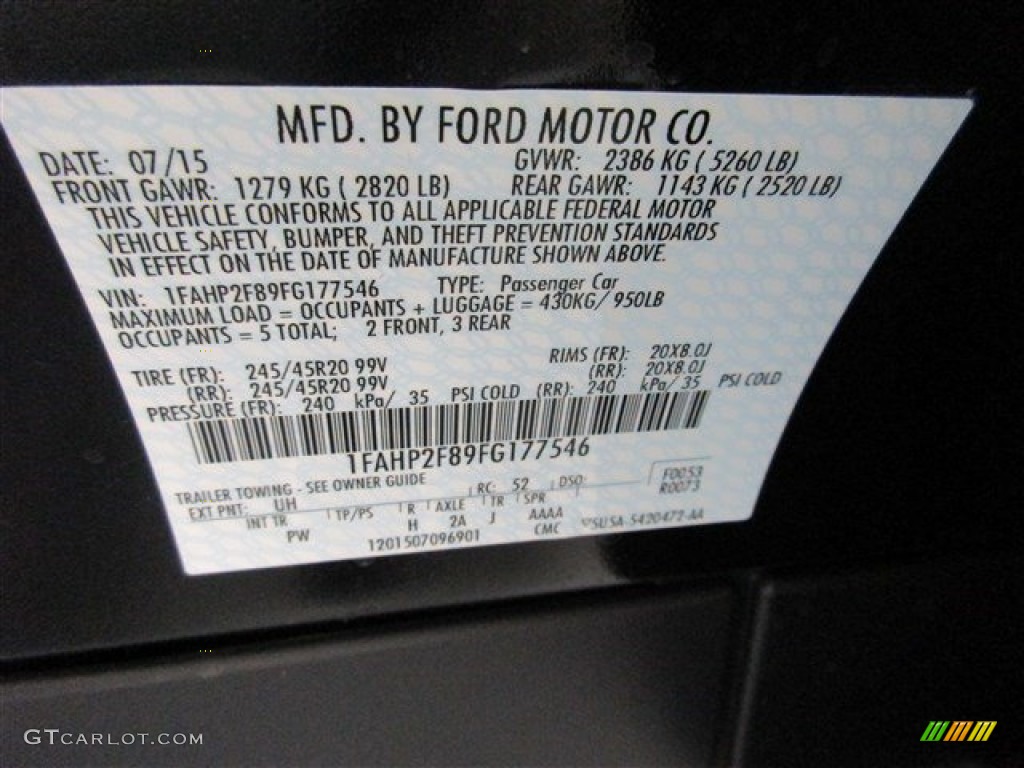 MFD. BY FORD MOTOR CO.
DATE: 07/15 GVWR: 2386 KG ( 5260 LB)
FRONT GAWR: 1279 KG ( 2820 LB) REAR GAWR: 1143 KG ( 2520 LB)
THIS VEHICLE CONFORMS TO ALL APPLICABLE FEDERAL MOTOR
VEHICLE SAFETY, BUMPER, AND THEFT PREVENTION STANDARDS
IN EFFECT ON THE DATE OF MANUFACTURE SHOWN ABOVE.
VIN: 1FAHP2F89FG177546 TYPE: Passenger Car
MAXIMUM LOAD = OCCUPANTS + LUGGAGE = 430KG/ 950LB
OCCUPANTS = 5 TOTAL; 2 FRONT, 3 REAR
TIRE (FR): 245/45R20 99V RIMS (FR): 20X8.0J
(RR): 245/45R20 99V (RR): 20X8.0J
PRESSURE (FR): 240 kPa/ 35 PSI COLD (RR): 240 kPa/ 35 PSI COLD
1FAHP2F89FG177546
TRAILER TOWING - SEE OWNER GUIDE
EXT PNT: UH RC: 52 DSO: F0053
R0073
INT TR TP/PS R AXLE TR SPR
PW H 2A J AAAA
1201507096901 CMC 5U5A-5420472-AA
GTCARLOT.COM